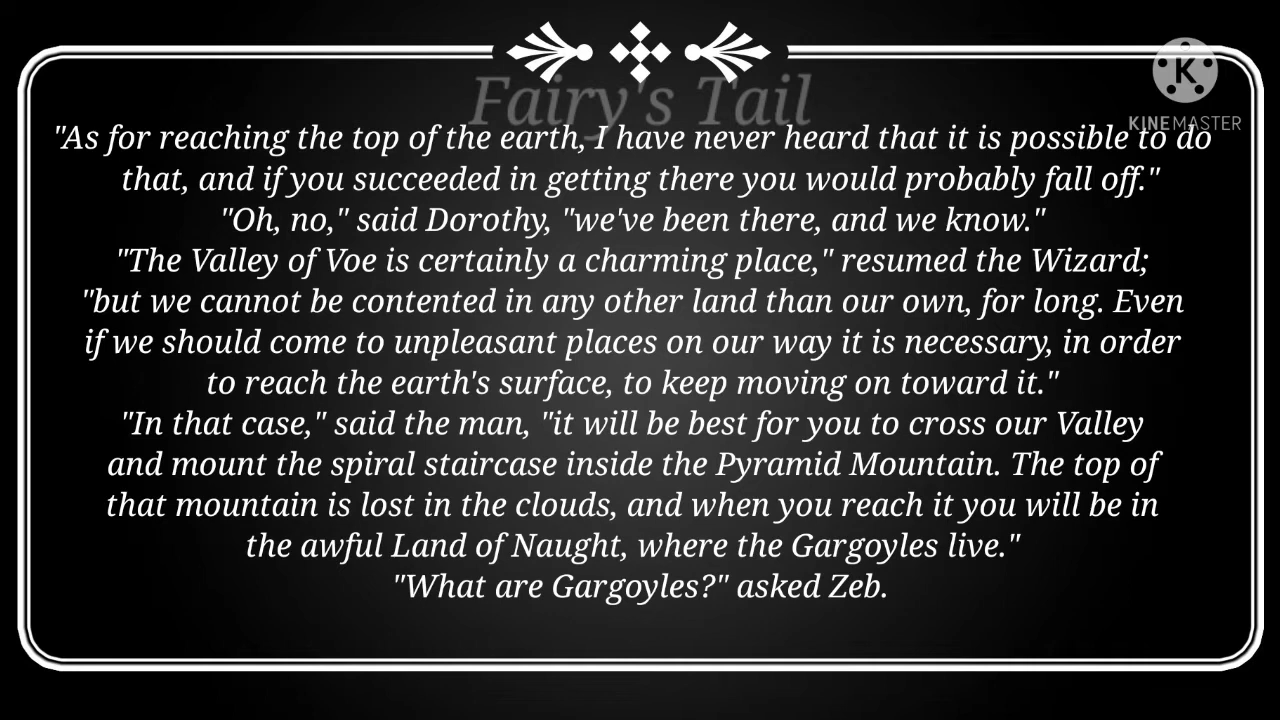 Fairy's Tail
K
KINEMASTER
"As for reaching the top of the earth, I have never heard that it is possible to do
that, and if you succeeded in getting there you would probably fall off."
"Oh, no," said Dorothy, "we've been there, and we know."
"The Valley of Voe is certainly a charming place," resumed the Wizard;
"but we cannot be contented in any other land than our own, for long. Even
if we should come to unpleasant places on our way it is necessary, in order
to reach the earth's surface, to keep moving on toward it."
"In that case," said the man, "it will be best for you to cross our Valley
and mount the spiral staircase inside the Pyramid Mountain. The top of
that mountain is lost in the clouds, and when you reach it you will be in
the awful Land of Naught, where the Gargoyles live."
"What are Gargoyles?" asked Zeb.